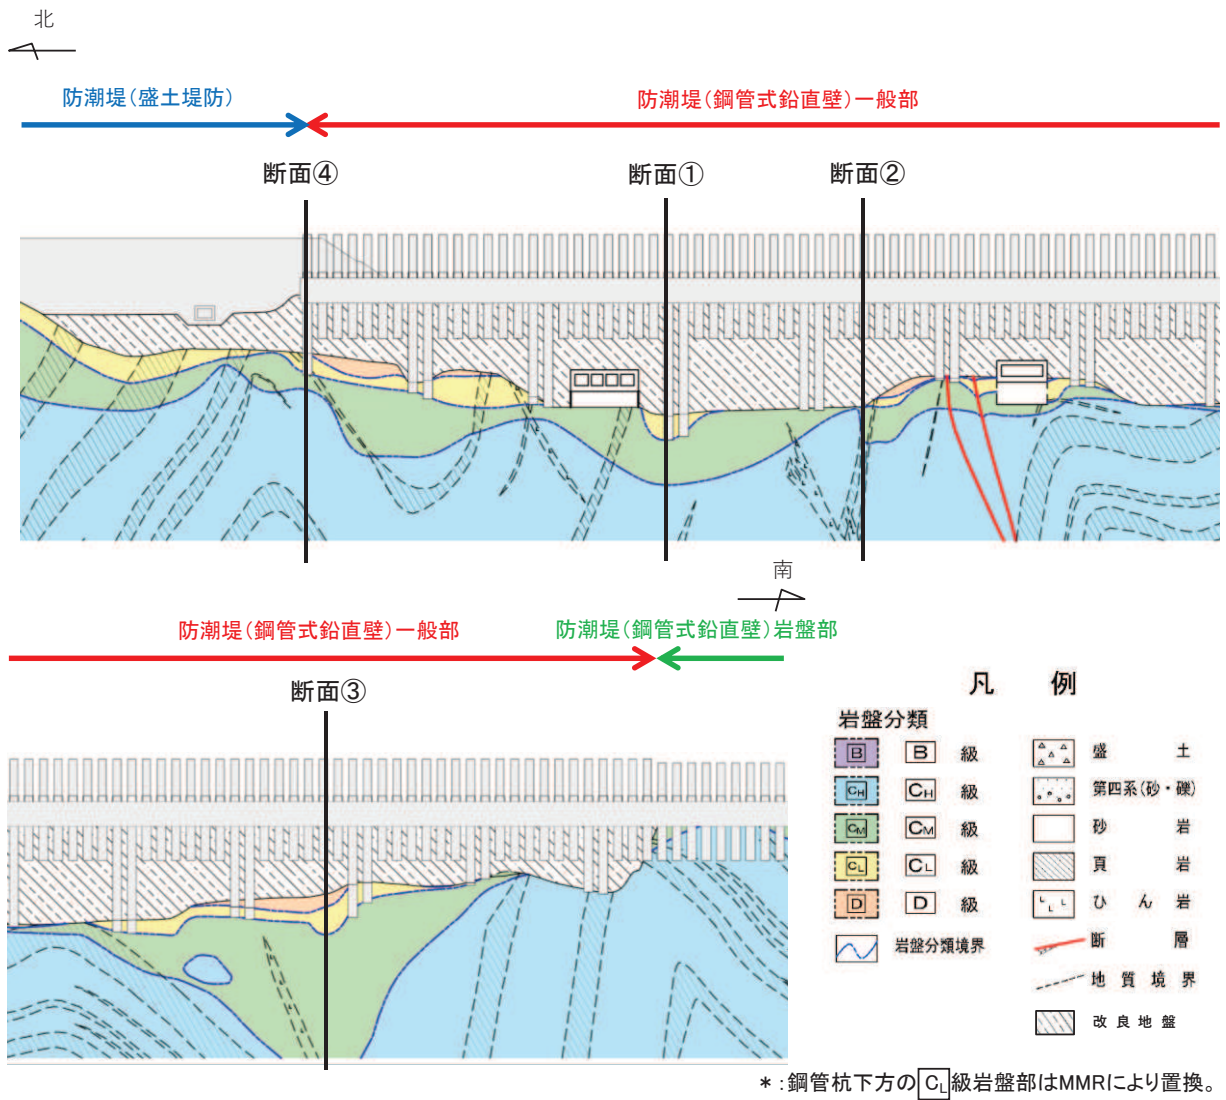 北
防潮堤(盛土堤防)
防潮堤(鋼管式鉛直壁)一般部
断面④
断面①
断面②
南
防潮堤(鋼管式鉛直壁)一般部
防潮堤(鋼管式鉛直壁)岩盤部
断面③
凡 例
岩盤分類
B B 級
CH CH 級
CM CM 級
CL CL 級
D D 級
岩盤分類境界
盛 土
第四系(砂・礫)
砂 岩
頁 岩
ひ ん 岩
断 層
地 質 境 界
改 良 地 盤
*:鋼管杭下方のCL級岩盤部はMMRにより置換。